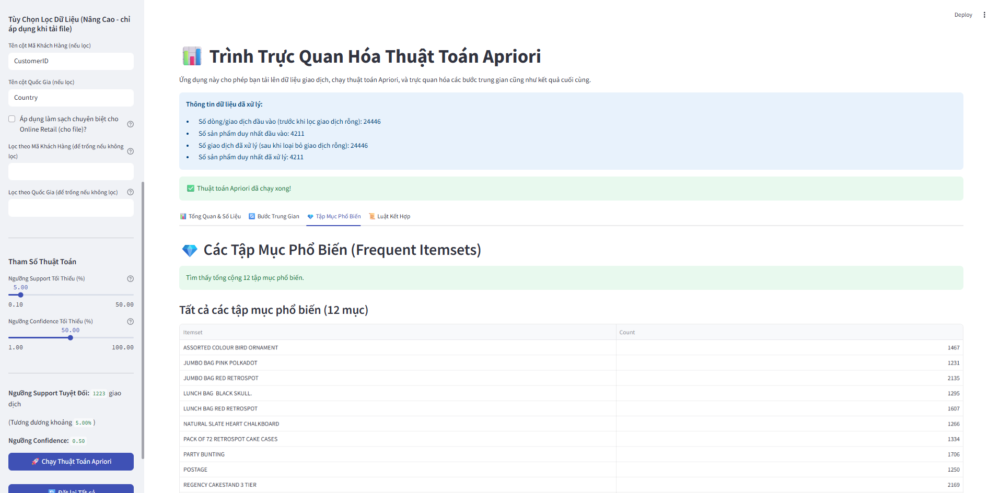 Tùy Chọn Lọc Dữ Liệu (Nâng Cao - chỉ
áp dụng khi tải file)
Tên cột Mã Khách Hàng (nếu lọc)
CustomerID
Tên cột Quốc Gia (nếu lọc)
Country
Áp dụng làm sạch chuyên biệt cho
Online Retail (cho file)?
Lọc theo Mã Khách Hàng (để trống nếu không
lọc)
Lọc theo Quốc Gia (để trống nếu không lọc)
Tham Số Thuật Toán
Ngưỡng Support Tối Thiểu (%)
5.00
0.10 50.00
Ngưỡng Confidence Tối Thiểu (%)
50.00
1.00 100.00
Ngưỡng Support Tuyệt Đối: 1223 giao
dịch
(Tương đương khoảng 5.00% )
Ngưỡng Confidence: 0.50
Chạy Thuật Toán Apriori
Đặt lại Tất cả
Deploy
Trình Trực Quan Hóa Thuật Toán Apriori
Ứng dụng này cho phép bạn tải lên dữ liệu giao dịch, chạy thuật toán Apriori, và trực quan hóa các bước trung gian cũng như kết quả cuối cùng.
Thông tin dữ liệu đã xử lý:
• Số dòng/giao dịch đầu vào (trước khi lọc giao dịch rỗng): 24446
• Số sản phẩm duy nhất đầu vào: 4211
• Số giao dịch đã xử lý (sau khi loại bỏ giao dịch rỗng): 24446
• Số sản phẩm duy nhất đã xử lý: 4211
Thuật toán Apriori đã chạy xong!
Tổng Quan & Số Liệu Bước Trung Gian Tập Mục Phổ Biến Luật Kết Hợp
Các Tập Mục Phổ Biến (Frequent Itemsets)
Tìm thấy tổng cộng 12 tập mục phổ biến.
Tất cả các tập mục phổ biến (12 mục)
Itemset Count
ASSORTED COLOUR BIRD ORNAMENT 1467
JUMBO BAG PINK POLKADOT 1231
JUMBO BAG RED RETROSPOT 2135
LUNCH BAG  BLACK SKULL. 1295
LUNCH BAG RED RETROSPOT 1607
NATURAL SLATE HEART CHALKBOARD 1266
PACK OF 72 RETROSPOT CAKE CASES 1334
PARTY BUNTING 1706
POSTAGE 1250
REGENCY CAKESTAND 3 TIER 2169